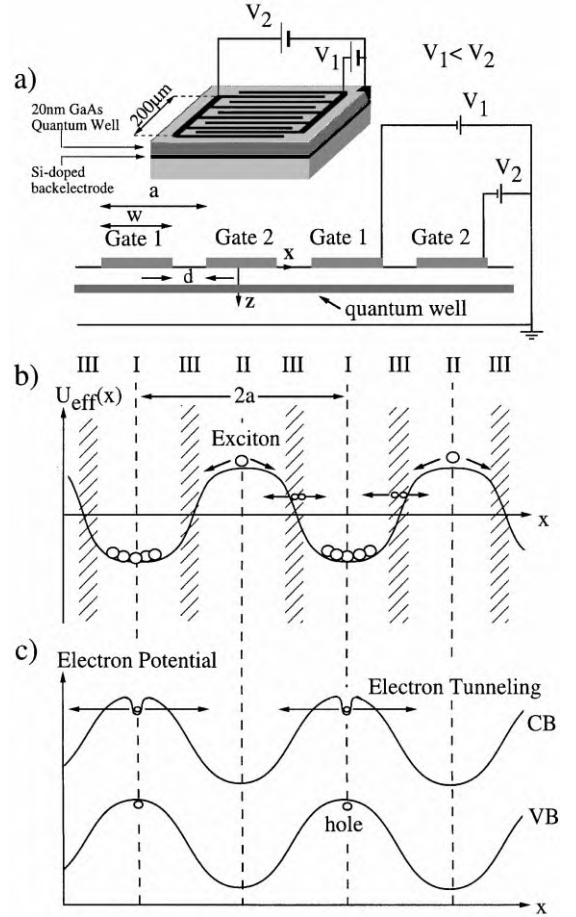 V2
V1
V1< V2
a)
200μm
20nm GaAs
Quantum Well
Si-doped
backelectrode
V1
V2
a
w
Gate 1
Gate 2
x
Gate 1
Gate 2
d
z
quantum well
b)
III
I
III
II
III
I
III
II
III
Ueff(x)
2a
Exciton
x
c)
Electron Potential
Electron Tunneling
CB
hole
VB
x